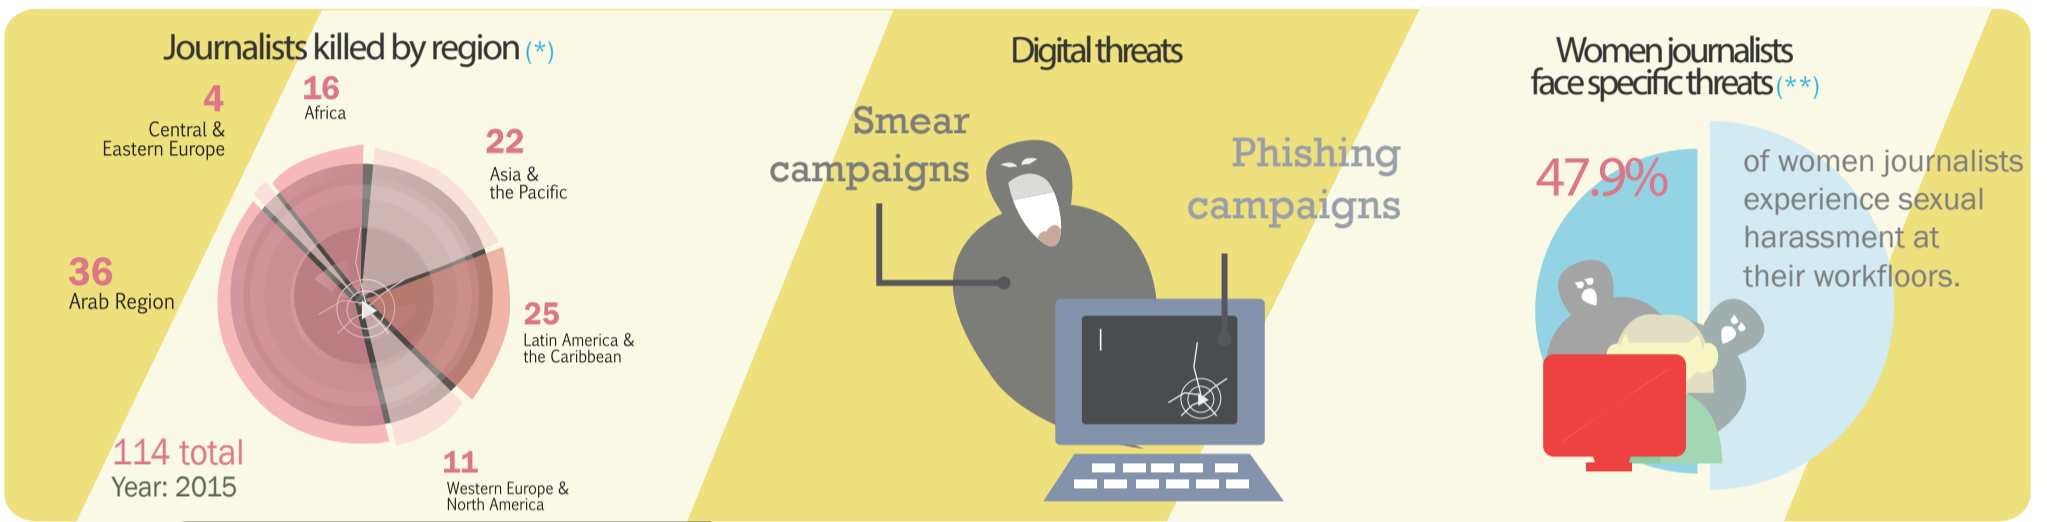 Journalists killed by region (*)
4
Central &
Eastern Europe
16
Africa
22
Asia &
the Pacific
36
Arab Region
25
Latin America &
the Caribbean
11
Western Europe &
North America
114 total
Year: 2015
Digital threats
Smear
campaigns
Phishing
campaigns
Women journalists
face specific threats (**)
47.9%
of women journalists
experience sexual
harassment at
their workfloors.